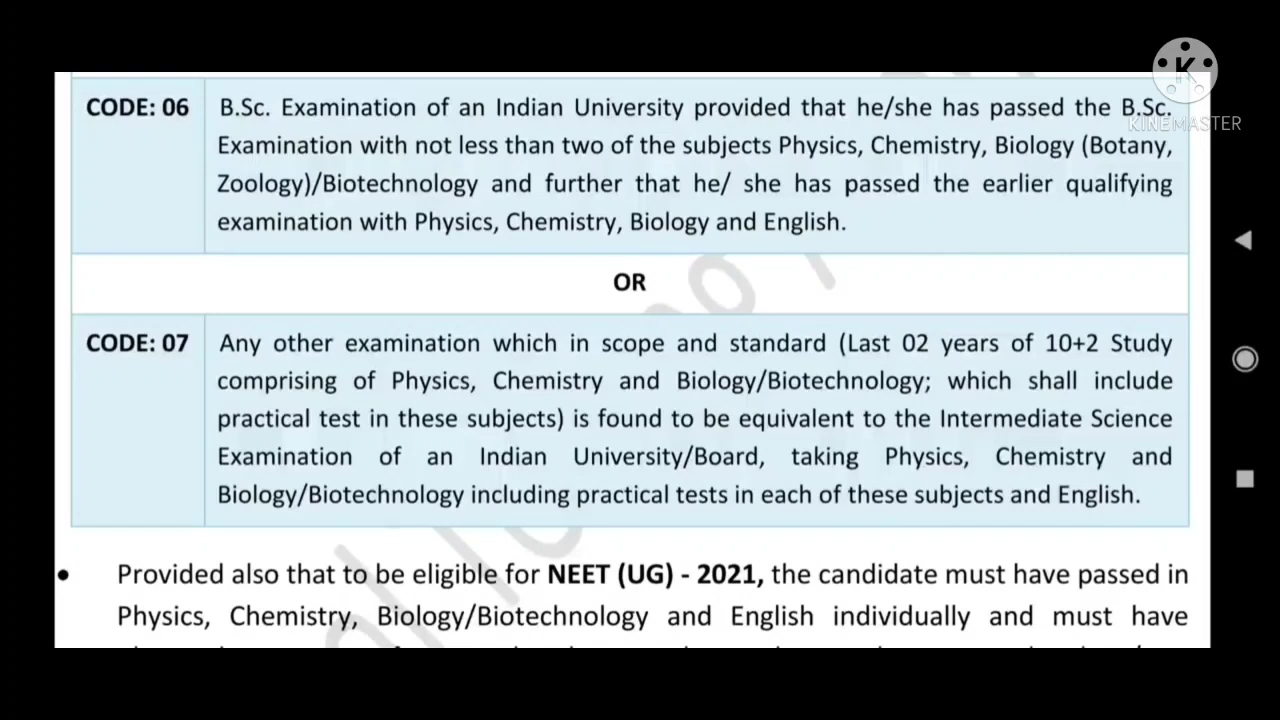 CODE: 06
B.Sc. Examination of an Indian University provided that he/she has passed the B.Sc.
Examination with not less than two of the subjects Physics, Chemistry, Biology (Botany,
Zoology)/Biotechnology and further that he/ she has passed the earlier qualifying
examination with Physics, Chemistry, Biology and English.
OR
CODE: 07
Any other examination which in scope and standard (Last 02 years of 10+2 Study
comprising of Physics, Chemistry and Biology/Biotechnology; which shall include
practical test in these subjects) is found to be equivalent to the Intermediate Science
Examination of an Indian University/Board, taking Physics, Chemistry and
Biology/Biotechnology including practical tests in each of these subjects and English.
• Provided also that to be eligible for NEET (UG) - 2021, the candidate must have passed in
Physics, Chemistry, Biology/Biotechnology and English individually and must have
K
KINEMASTER